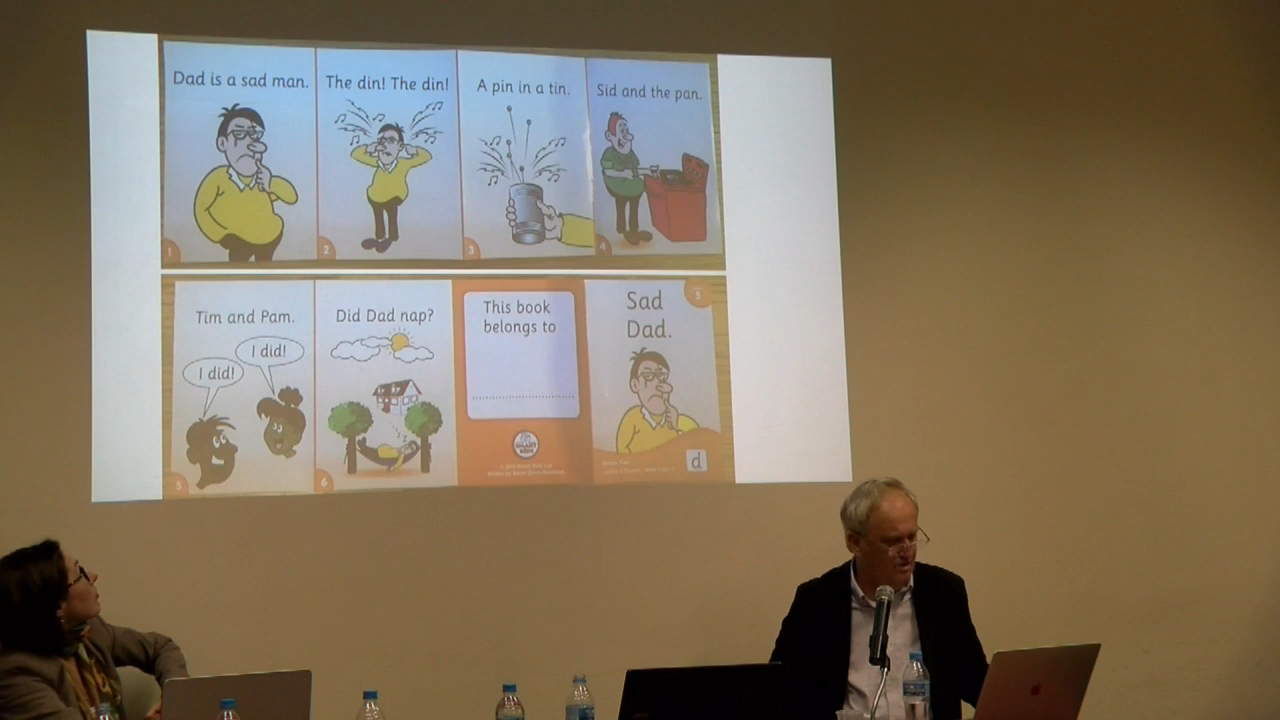 Dad is a sad man.
The din! The din!
A pin in a tin.
Sid and the pan.
1
2
3
4
Tim and Pam.
I did!
I did!
5
Did Dad nap?
6
This book
belongs to
Sad
Dad.
5
d